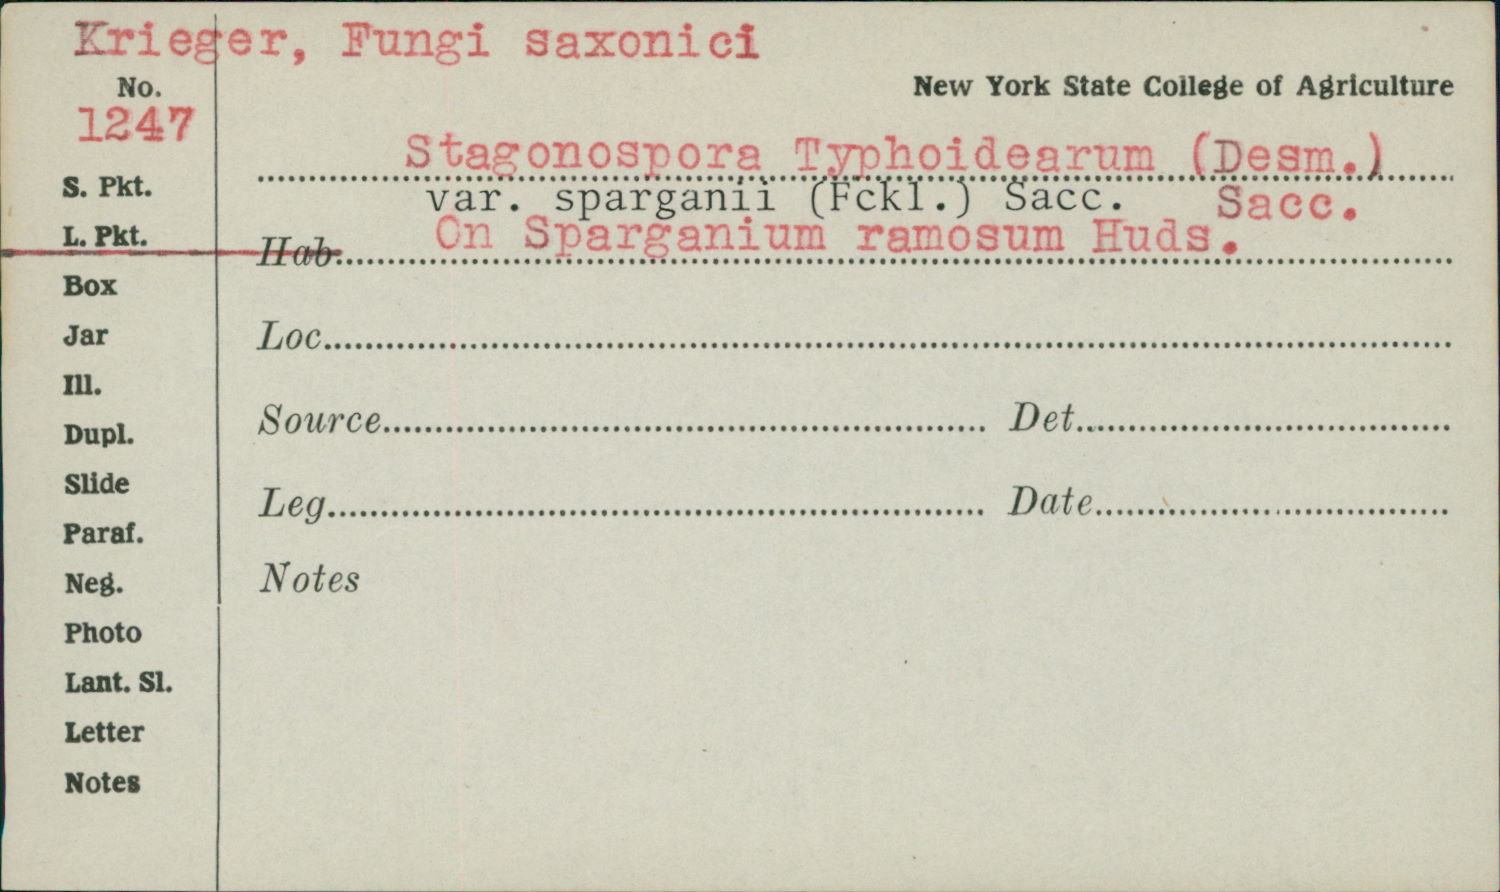 Krieger, Fungi saxonici
No.
1247
New York State College of Agriculture
Stagonospora Typhoidearum (Desm.)
var. sparganii (Fckl.) Sacc. Sacc.
On Sparganium ramosum Huds.
S. Pkt.
L. Pkt.
Box
Jar
Ill.
Dupl.
Slide
Paraf.
Neg.
Photo
Lant. Sl.
Letter
Notes
Hab.
Loc.
Source
Det.
Leg.
Date
Notes